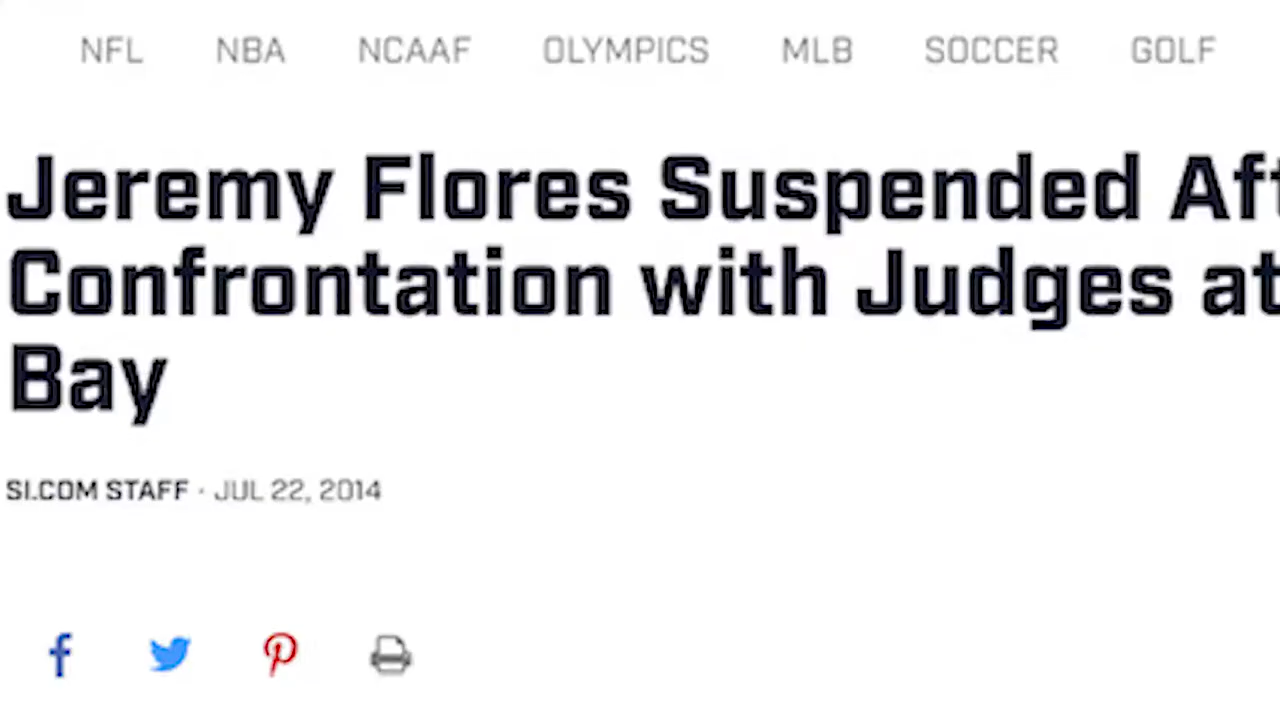 NFL NBA NCAAF OLYMPICS MLB SOCCER GOLF
Jeremy Flores Suspended Aft
Confrontation with Judges at
Bay
SI.COM STAFF · JUL 22, 2014